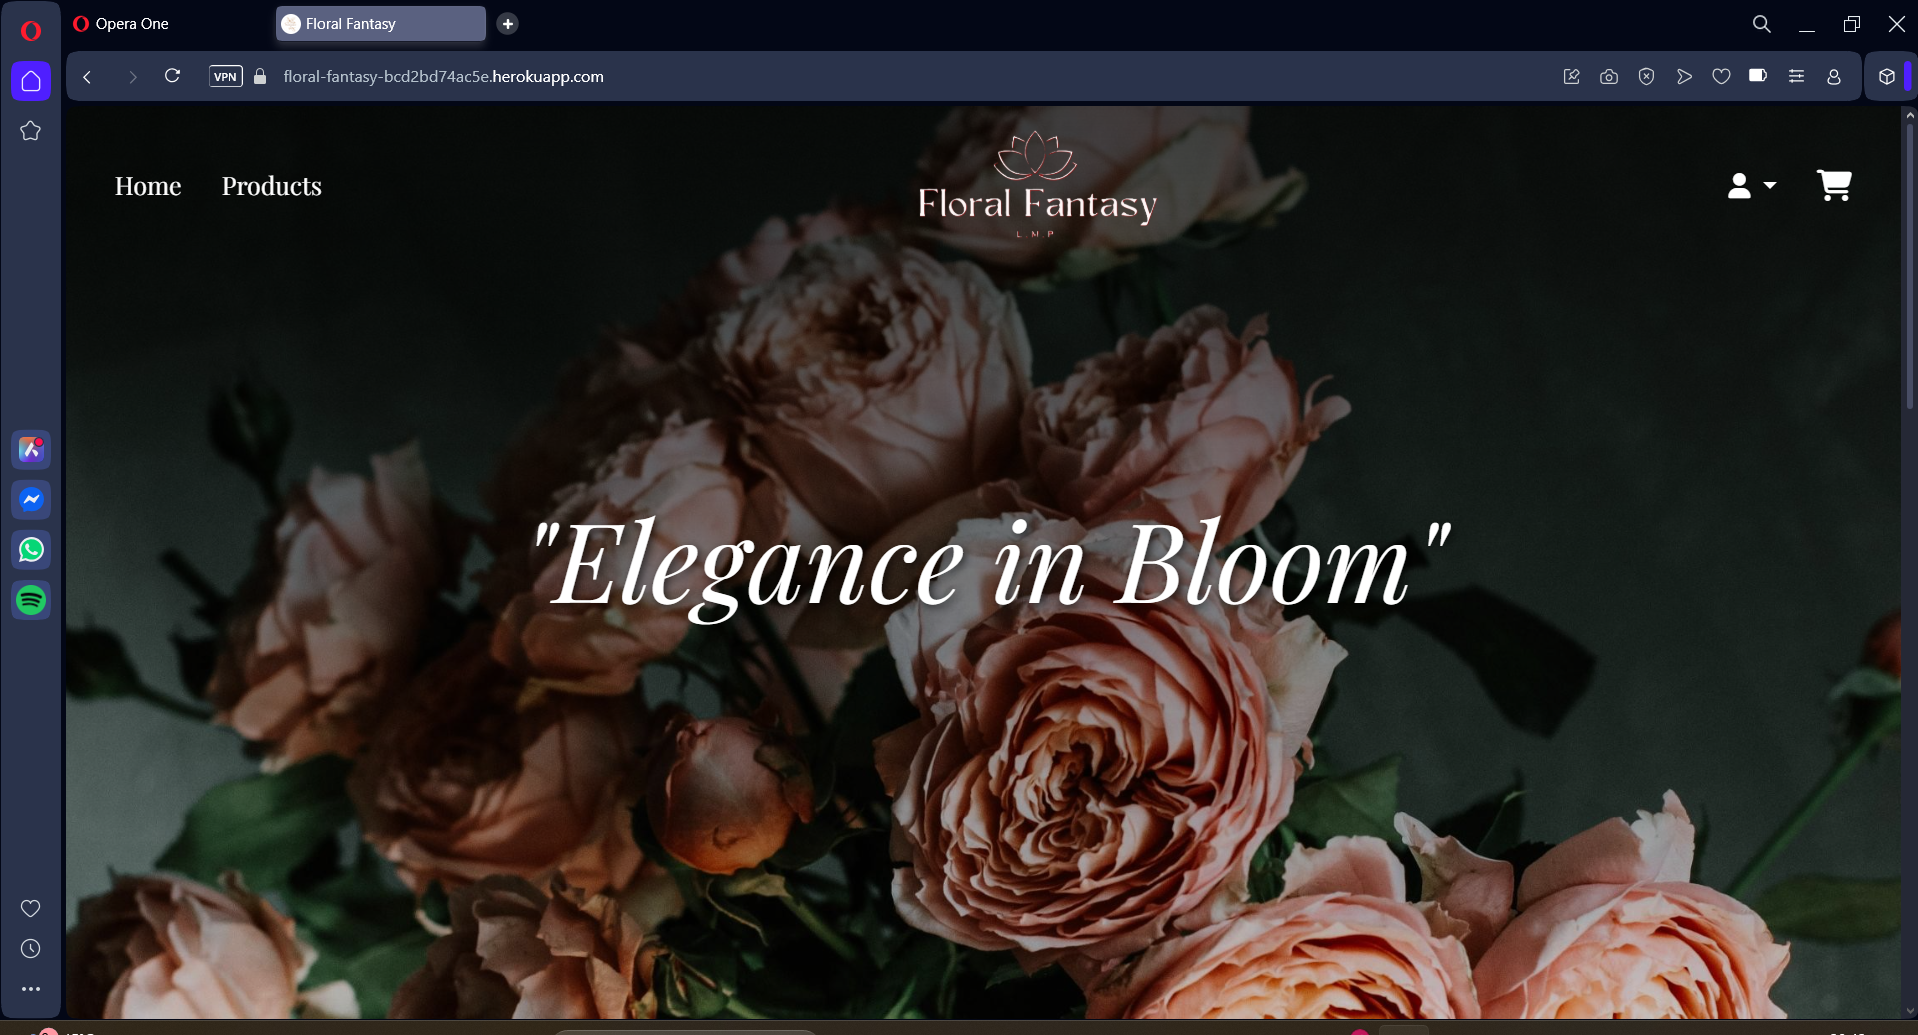 Opera One
Floral Fantasy
VPN
floral-fantasy-bcd2bd74ac5e.herokuapp.com
Home
Products
Floral Fantasy
L.M.P
"Elegance in Bloom"